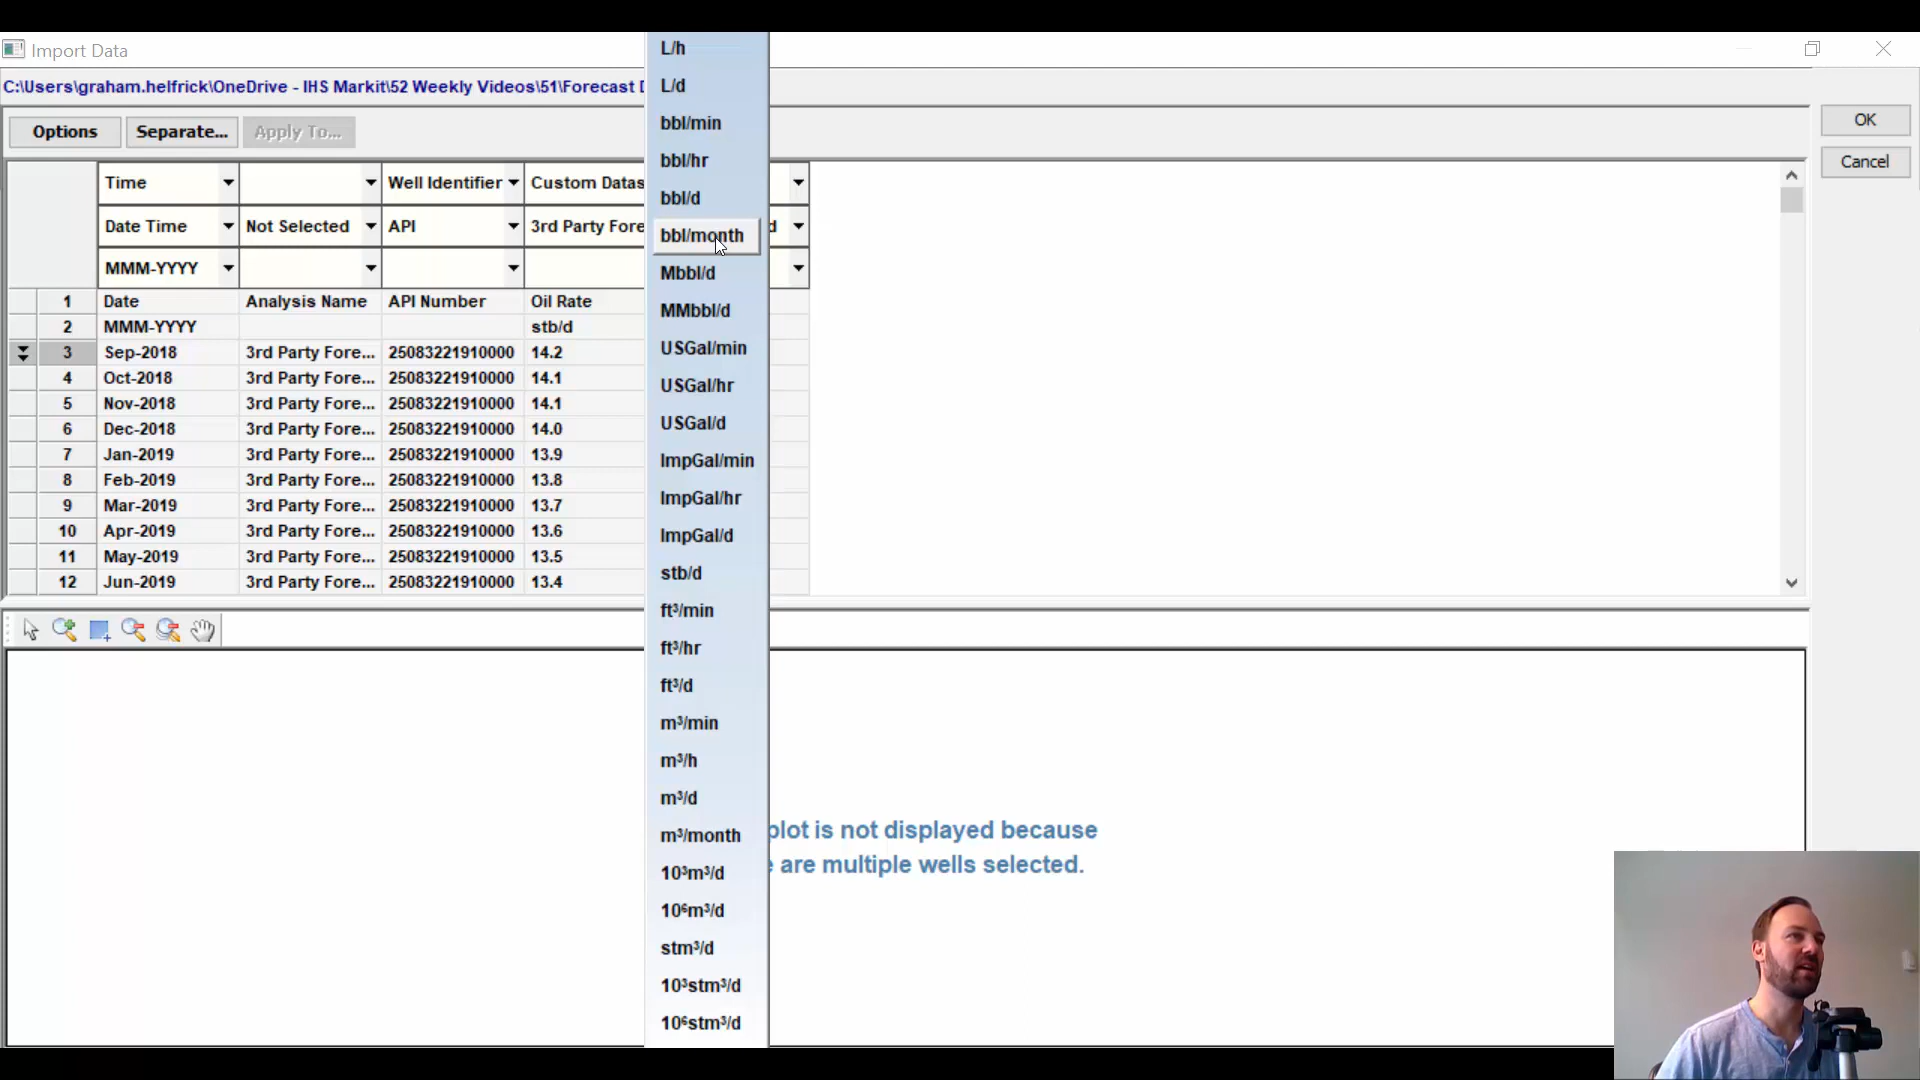 Import Data
C:\Users\graham.helfrick\OneDrive - IHS Markit\52 Weekly Videos\51\Forecast
OK
Options Separate... Apply To...
Cancel
Time Well Identifier Custom Datas
Date Time Not Selected API 3rd Party Fore
MMM-YYYY
1 Date Analysis Name API Number Oil Rate
2 MMM-YYYY stb/d
3 Sep-2018 3rd Party Fore... 25083221910000 14.2
4 Oct-2018 3rd Party Fore... 25083221910000 14.1
5 Nov-2018 3rd Party Fore... 25083221910000 14.1
6 Dec-2018 3rd Party Fore... 25083221910000 14.0
7 Jan-2019 3rd Party Fore... 25083221910000 13.9
8 Feb-2019 3rd Party Fore... 25083221910000 13.8
9 Mar-2019 3rd Party Fore... 25083221910000 13.7
10 Apr-2019 3rd Party Fore... 25083221910000 13.6
11 May-2019 3rd Party Fore... 25083221910000 13.5
12 Jun-2019 3rd Party Fore... 25083221910000 13.4
L/h
L/d
bbl/min
bbl/hr
bbl/d
bbl/month
Mbbl/d
MMbbl/d
USGal/min
USGal/hr
USGal/d
ImpGal/min
ImpGal/hr
ImpGal/d
stb/d
ft³/min
ft³/hr
ft³/d
m³/min
m³/h
m³/d
m³/month
10³m³/d
10⁶m³/d
stm³/d
10³stm³/d
10⁶stm³/d
plot is not displayed because
are multiple wells selected.